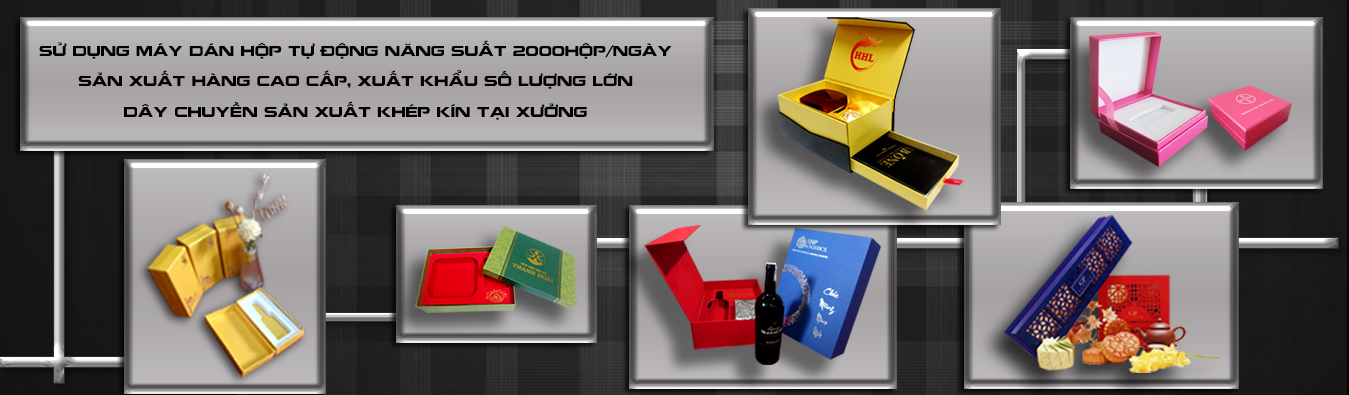 SỬ DỤNG MÁY DÁN HỘP TỰ ĐỘNG NĂNG SUẤT 2000HỘP/NGÀY
SẢN XUẤT HÀNG CAO CẤP, XUẤT KHẨU SỐ LƯỢNG LỚN
DÂY CHUYỀN SẢN XUẤT KHÉP KÍN TẠI XƯỞNG
HHL